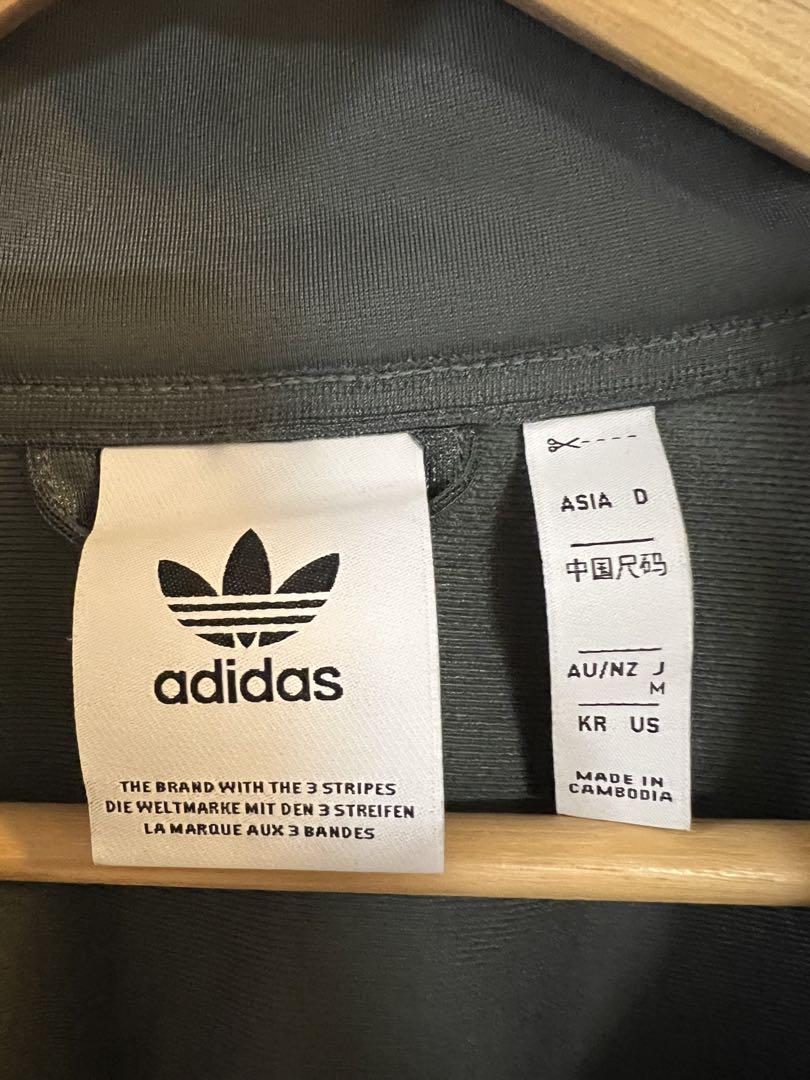 adidas
THE BRAND WITH THE 3 STRIPES
DIE WELTMARKE MIT DEN 3 STREIFEN
LA MARQUE AUX 3 BANDES
ASIA D
中国尺码
AU/NZ J
M
KR US
MADE IN
CAMBODIA